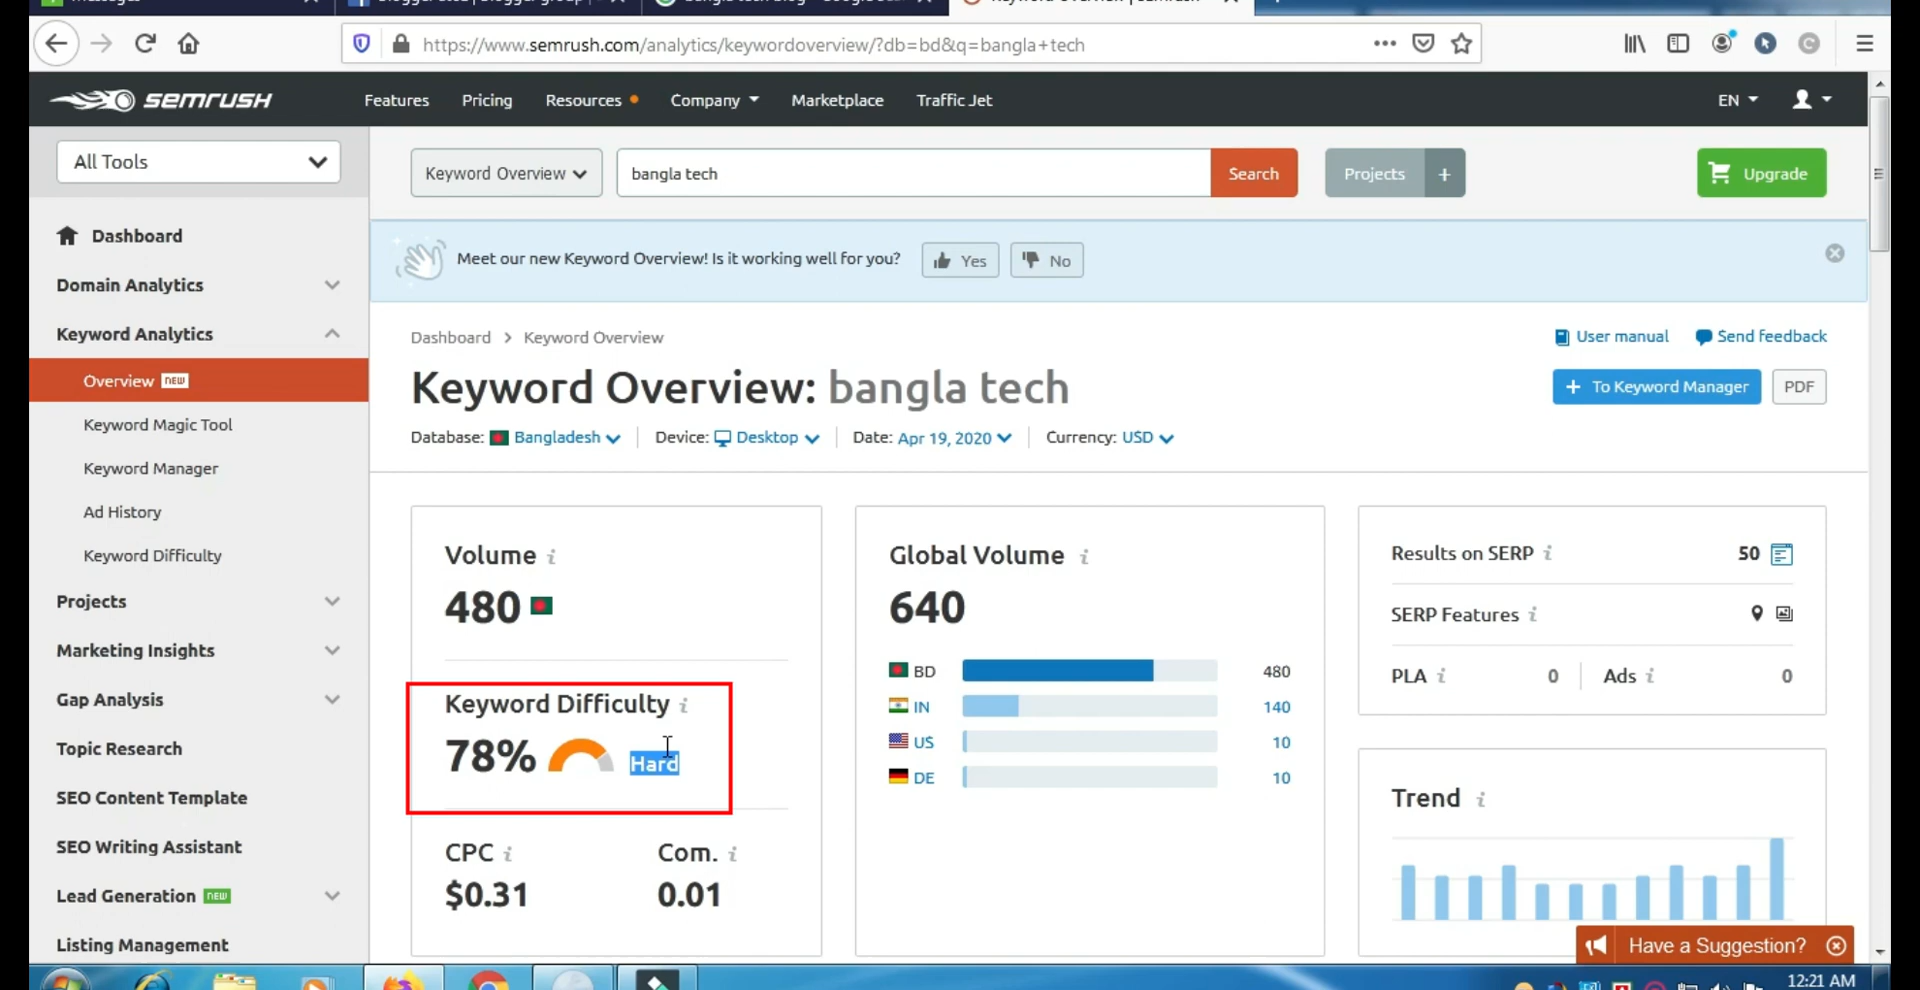 https://www.semrush.com/analytics/keywordoverview/?db=bd&q=bangla+tech
semrush Features Pricing Resources Company Marketplace Traffic Jet EN
All Tools
Keyword Overview bangla tech Search Projects + Upgrade
Dashboard
Meet our new Keyword Overview! Is it working well for you? Yes No
Domain Analytics
Keyword Analytics
Overview new
Keyword Magic Tool
Keyword Manager
Ad History
Keyword Difficulty
Projects
Marketing Insights
Gap Analysis
Topic Research
SEO Content Template
SEO Writing Assistant
Lead Generation new
Listing Management
Dashboard > Keyword Overview
User manual Send feedback
Keyword Overview: bangla tech
+ To Keyword Manager PDF
Database: Bangladesh Device: Desktop Date: Apr 19, 2020 Currency: USD
Volume i
480
Keyword Difficulty i
78% Hard
CPC i Com. i
$0.31 0.01
Global Volume i
640
BD 480
IN 140
US 10
DE 10
Results on SERP i 50
SERP Features i
PLA i 0 Ads i 0
Trend i
Have a Suggestion?
12:21 AM